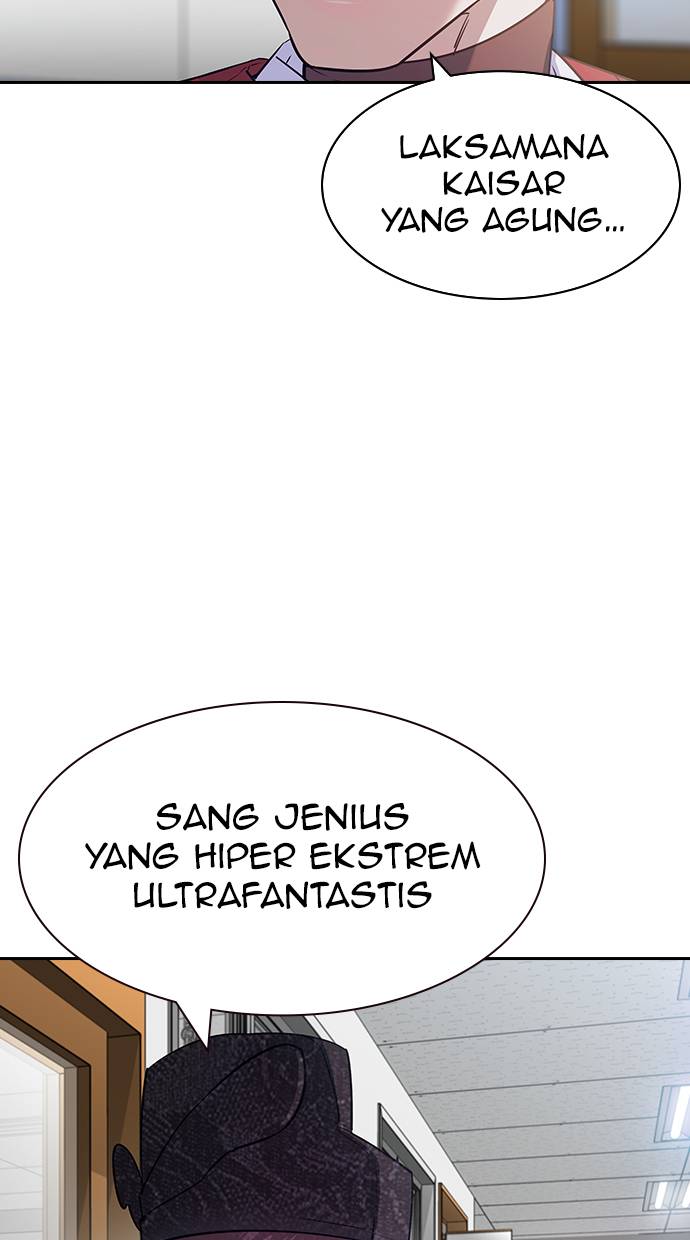 LAKSAMANA
KAISAR
YANG AGUNG...
SANG JENIUS
YANG HIPER EKSTREM
ULTRAFANTASTIS